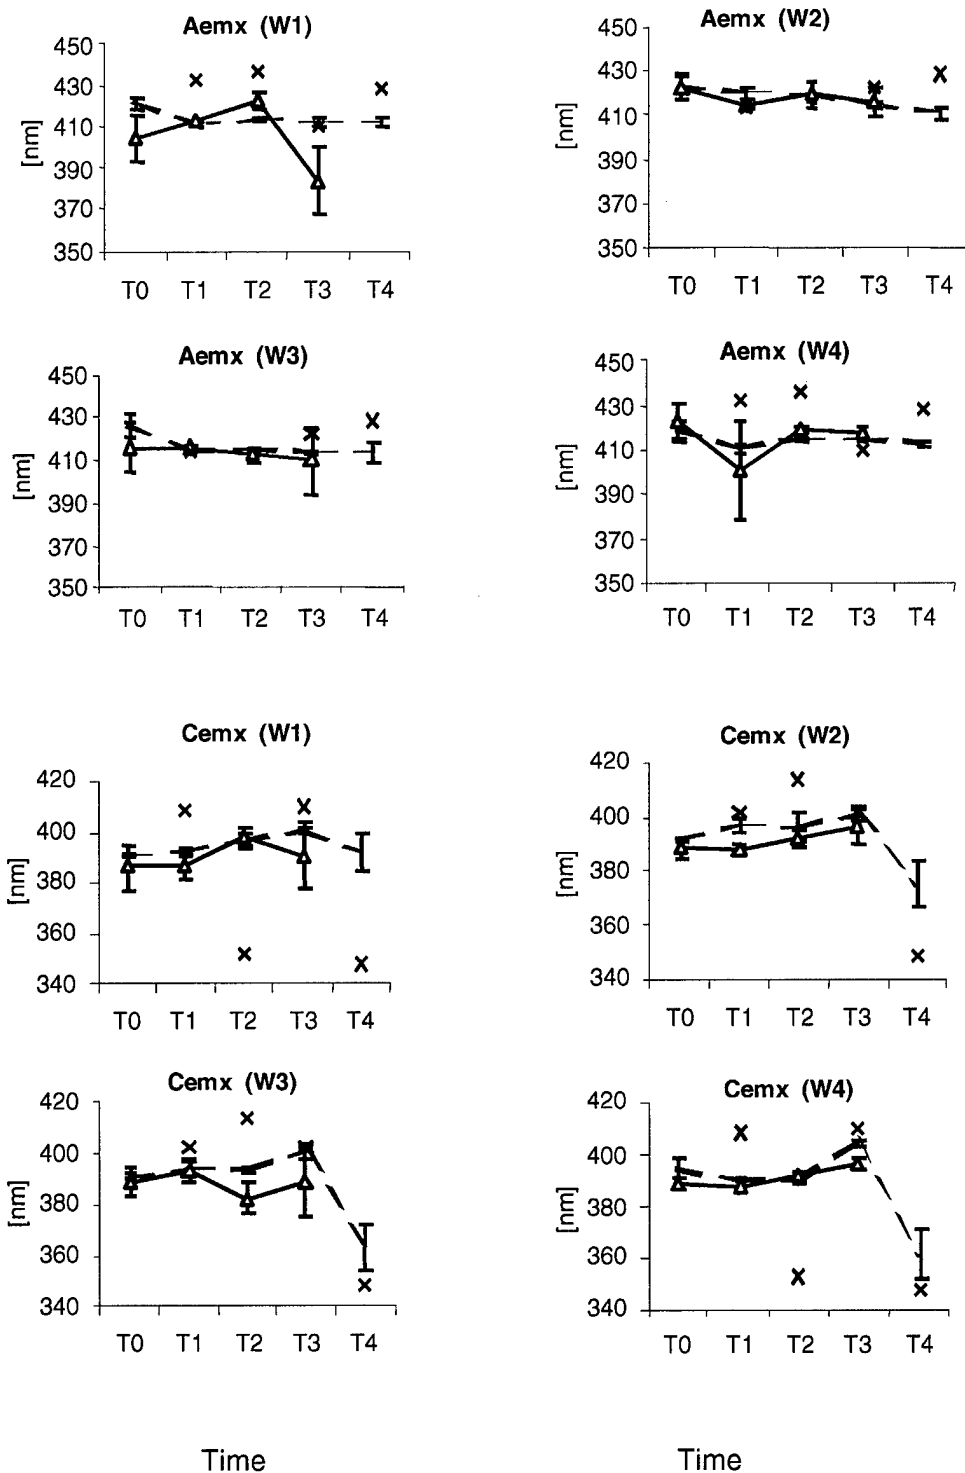 Aemx (W1)
450
430
410
390
370
350
[nm]
T0 T1 T2 T3 T4
Aemx (W2)
450
430
410
390
370
350
[nm]
T0 T1 T2 T3 T4
Aemx (W3)
450
430
410
390
370
350
[nm]
T0 T1 T2 T3 T4
Aemx (W4)
450
430
410
390
370
350
[nm]
T0 T1 T2 T3 T4
Cemx (W1)
420
400
380
360
340
[nm]
T0 T1 T2 T3 T4
Cemx (W2)
420
400
380
360
340
[nm]
T0 T1 T2 T3 T4
Cemx (W3)
420
400
380
360
340
[nm]
T0 T1 T2 T3 T4
Cemx (W4)
420
400
380
360
340
[nm]
T0 T1 T2 T3 T4
Time
Time